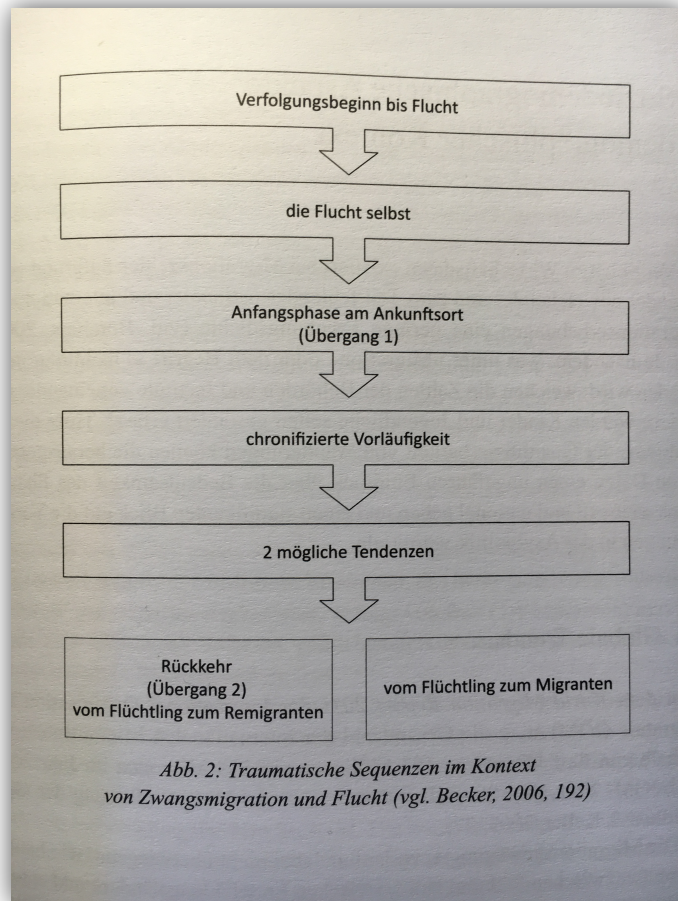 Verfolgungsbeginn bis Flucht
die Flucht selbst
Anfangsphase am Ankunftsort
(Übergang 1)
chronifizierte Vorläufigkeit
2 mögliche Tendenzen
Rückkehr
(Übergang 2)
vom Flüchtling zum Remigranten
vom Flüchtling zum Migranten
Abb. 2: Traumatische Sequenzen im Kontext
von Zwangsmigration und Flucht (vgl. Becker, 2006, 192)